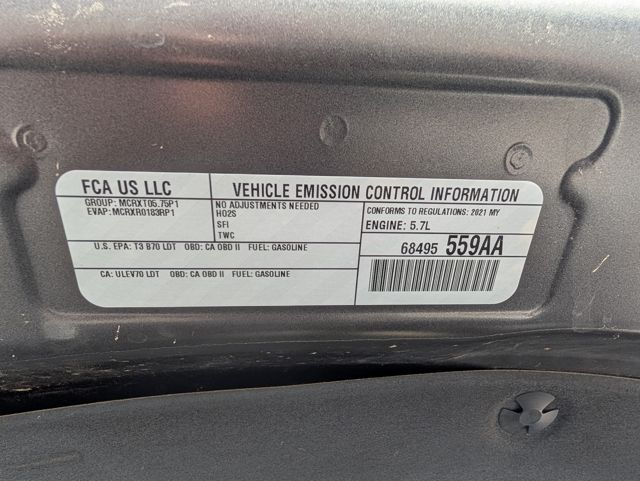 FCA US LLC
VEHICLE EMISSION CONTROL INFORMATION
GROUP: MCRXT05.75P1
EVAP: MCRXR0183RP1
NO ADJUSTMENTS NEEDED
HO2S
SFI
TWC
CONFORMS TO REGULATIONS: 2021 MY
ENGINE: 5.7L
U.S. EPA: T3 B70 LDT OBD: CA OBD II FUEL: GASOLINE
68495 559AA
CA: ULEV70 LDT OBD: CA OBD II FUEL: GASOLINE